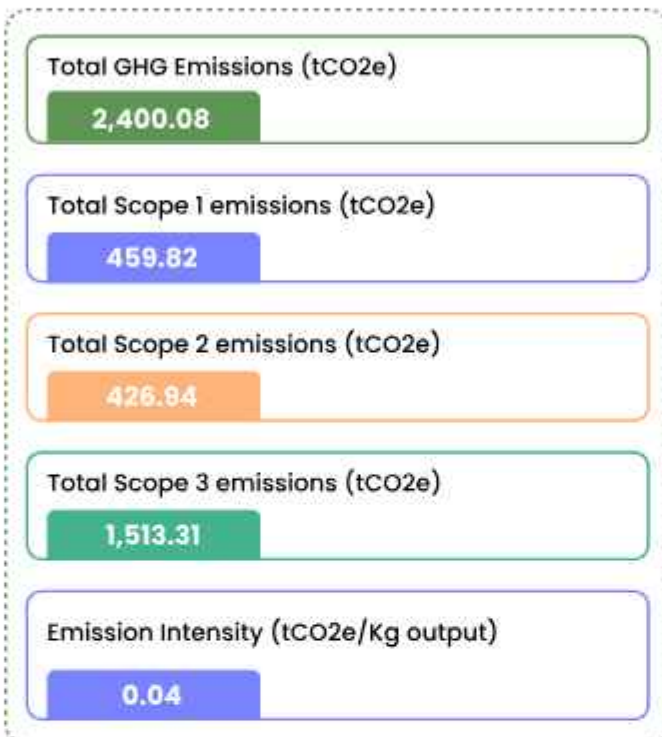 Total GHG Emissions (tCO2e)
2,400.08
Total Scope 1 emissions (tCO2e)
459.82
Total Scope 2 emissions (tCO2e)
426.94
Total Scope 3 emissions (tCO2e)
1,513.31
Emission Intensity (tCO2e/Kg output)
0.04